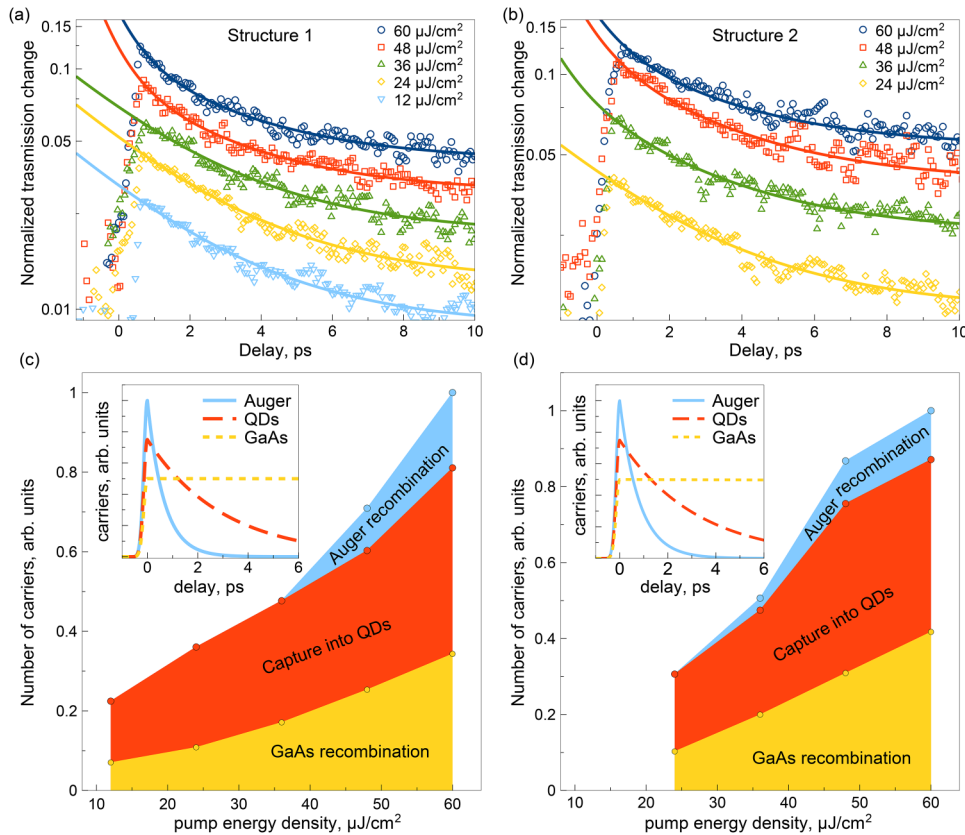 (a)
Structure 1
60 µJ/cm²
48 µJ/cm²
36 µJ/cm²
24 µJ/cm²
12 µJ/cm²
Normalized trasmission change
0.15
0.1
0.05
0.01
0 2 4 6 8 10
Delay, ps
(b)
Structure 2
60 µJ/cm²
48 µJ/cm²
36 µJ/cm²
24 µJ/cm²
Normalized trasmission change
0.15
0.1
0.05
0 2 4 6 8 10
Delay, ps
(c)
Number of carriers, arb. units
1
0.8
0.6
0.4
0.2
0
10 20 30 40 50 60
pump energy density, µJ/cm²
Auger
QDs
GaAs
carriers, arb. units
0 2 4 6
delay, ps
Auger recombination
Capture into QDs
GaAs recombination
(d)
Number of carriers, arb. units
1
0.8
0.6
0.4
0.2
0
10 20 30 40 50 60
pump energy density, µJ/cm²
Auger
QDs
GaAs
carriers, arb. units
0 2 4 6
delay, ps
Auger recombination
Capture into QDs
GaAs recombination